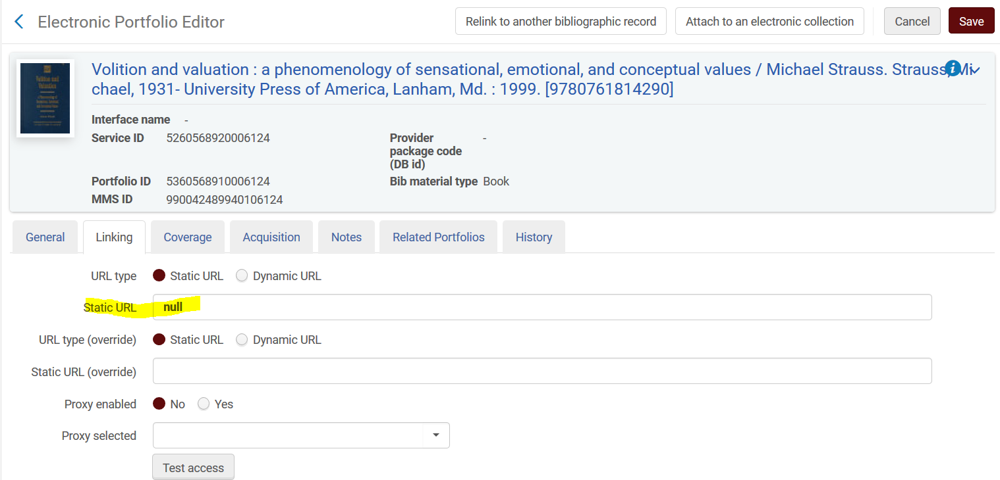 Electronic Portfolio Editor
Relink to another bibliographic record
Attach to an electronic collection
Cancel
Save
Volition and valuation : a phenomenology of sensational, emotional, and conceptual values / Michael Strauss. Strauss, Mi
chael, 1931- University Press of America, Lanham, Md. : 1999. [9780761814290]
Interface name -
Service ID 5260568920006124
Provider package code (DB id) -
Portfolio ID 5360568910006124
Bib material type Book
MMS ID 990042489940106124
General Linking Coverage Acquisition Notes Related Portfolios History
URL type Static URL Dynamic URL
Static URL null
URL type (override) Static URL Dynamic URL
Static URL (override)
Proxy enabled No Yes
Proxy selected
Test access